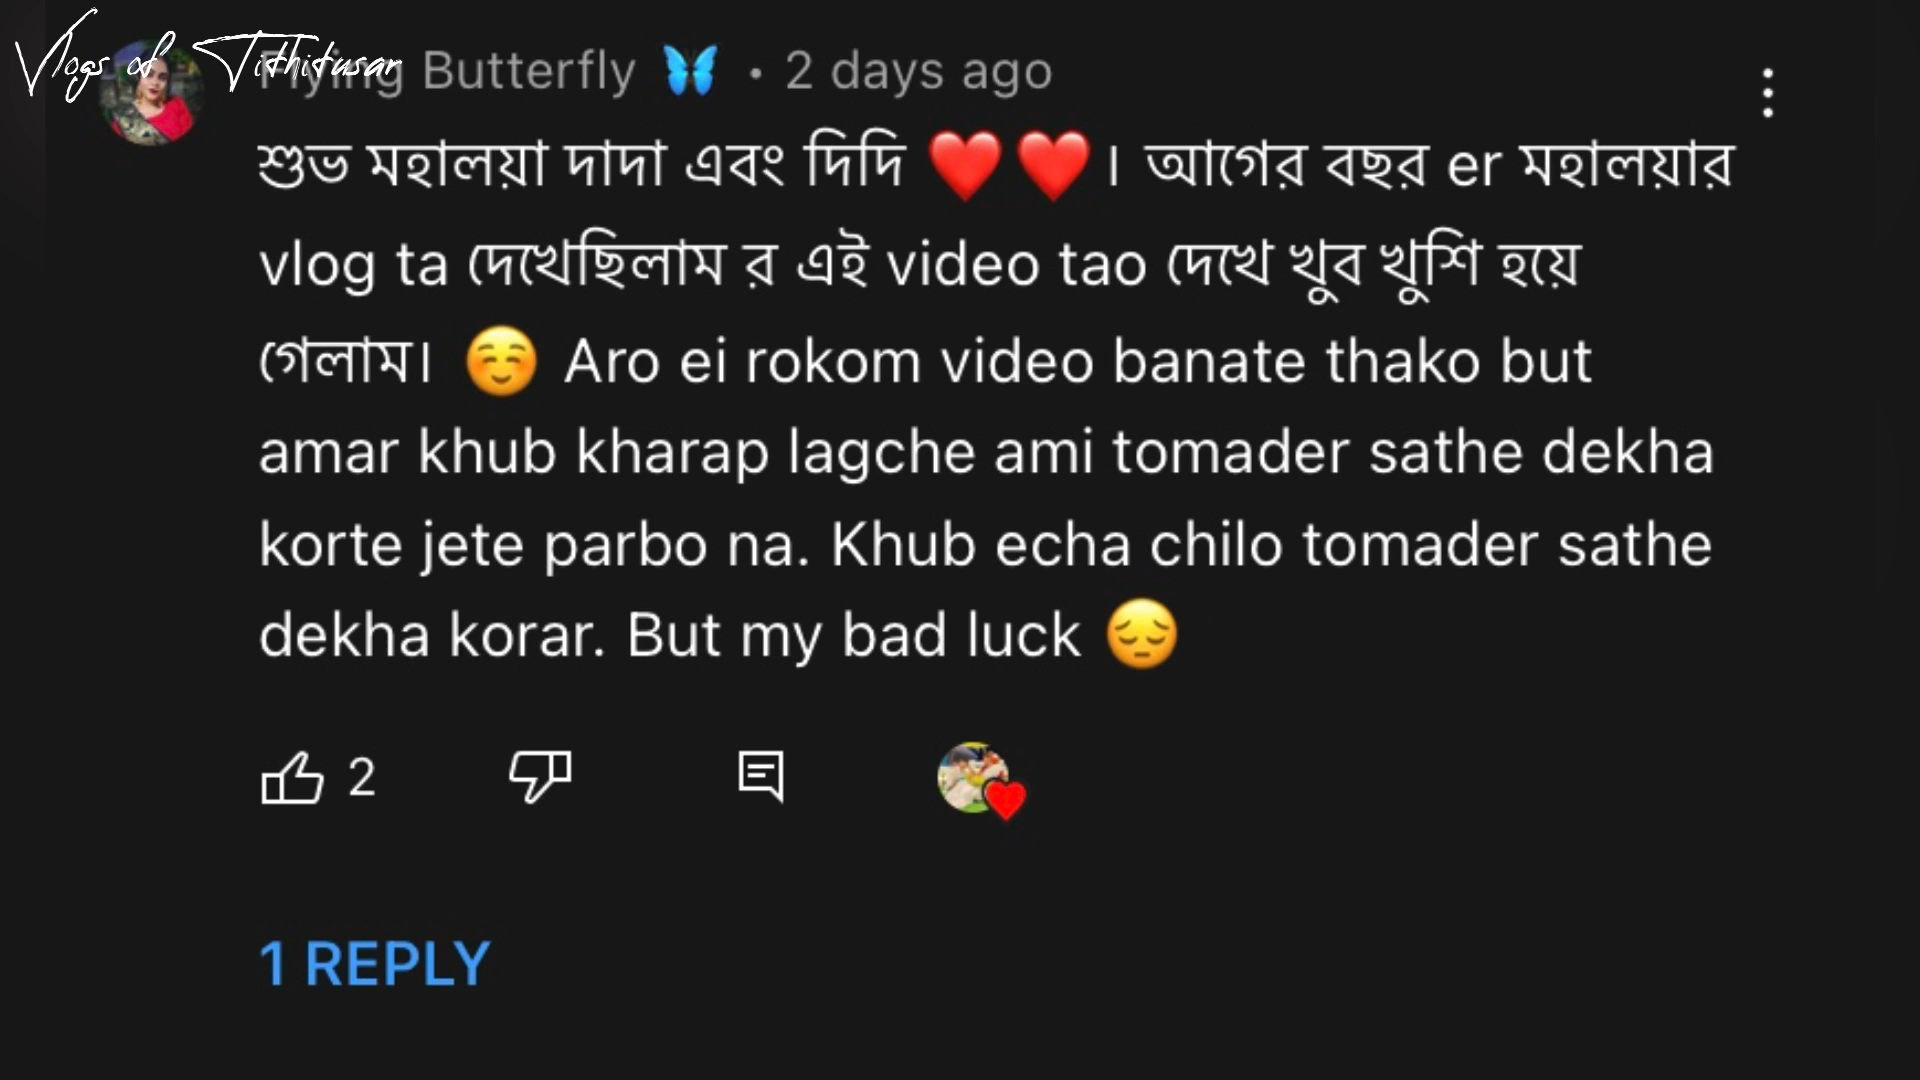 Vlogs of Tithitusar
Flying Butterfly 🦋 • 2 days ago
শুভ মহালয়া দাদা এবং দিদি ❤️❤️। আগের বছর er মহালয়ার
vlog ta দেখেছিলাম র এই video tao দেখে খুব খুশি হয়ে
গেলাম। ☺️ Aro ei rokom video banate thako but
amar khub kharap lagche ami tomader sathe dekha
korte jete parbo na. Khub echa chilo tomader sathe
dekha korar. But my bad luck 😔
2
1 REPLY